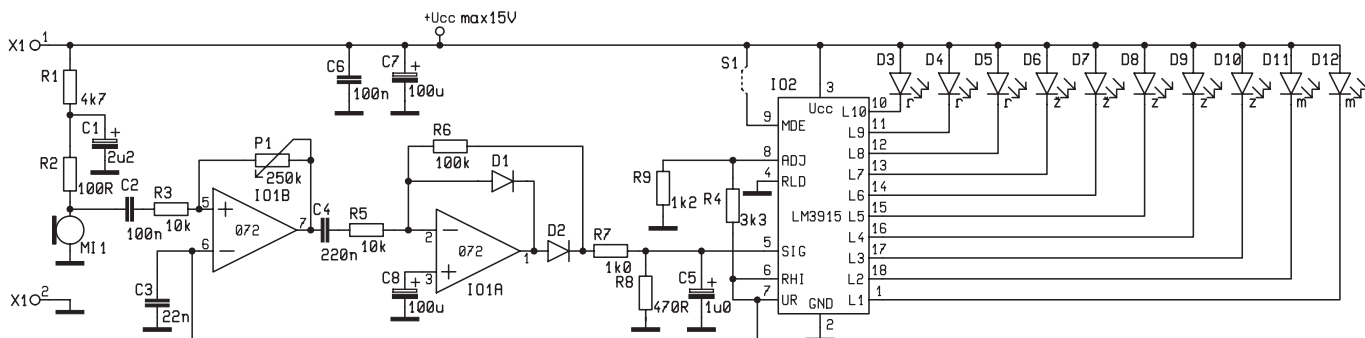 +Ucc max15V
X1 1
R1
4k7
C1 +
2u2
R2
100R
C2
100n
MI1
X1 2
R3
10k
C3
22n
P1
250k
IO1B
5 +
6 −
072
7
C4
220n
R5
10k
C6
100n
C7 +
100u
R6
100k
D1
2 −
3 +
072
1
IO1A
C8 +
100u
D2
R7
1k0
R8
470R
C5 +
1u0
R9
1k2
R4
3k3
S1
IO2
3
Ucc
9 MDE
8 ADJ
4 RLD
LM3915
5 SIG
6 RHI
7 UR
GND
2
L10 10
L9 11
L8 12
L7 13
L6 14
L5 15
L4 16
L3 17
L2 18
L1 1
D3 D4 D5 D6 D7 D8 D9 D10 D11 D12
r r r ž ž z z z m m